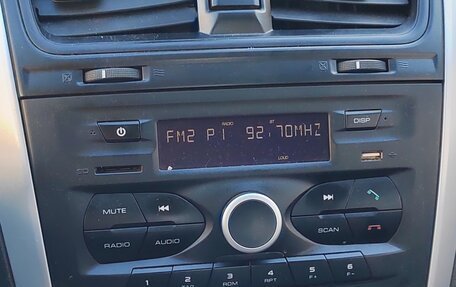 DISP
RADIO BT
FM2 P1 92.70MHZ
LOUD
MUTE
SCAN
RADIO AUDIO
1 2 3 4 5 6
RDM RPT F+ F-